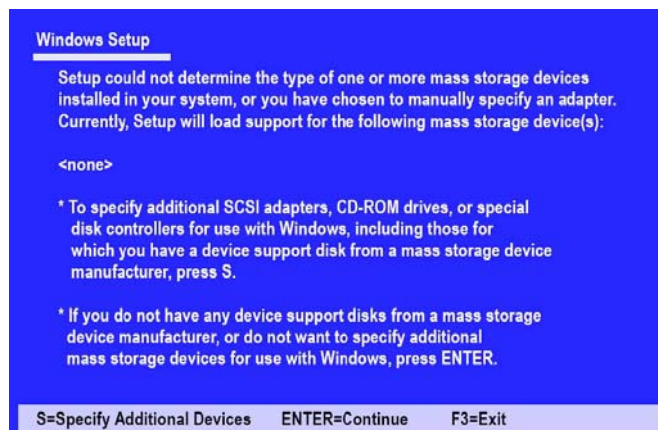 Windows Setup
Setup could not determine the type of one or more mass storage devices
installed in your system, or you have chosen to manually specify an adapter.
Currently, Setup will load support for the following mass storage device(s):
<none>
* To specify additional SCSI adapters, CD-ROM drives, or special
disk controllers for use with Windows, including those for
which you have a device support disk from a mass storage device
manufacturer, press S.
* If you do not have any device support disks from a mass storage
device manufacturer, or do not want to specify additional
mass storage devices for use with Windows, press ENTER.
S=Specify Additional Devices ENTER=Continue F3=Exit